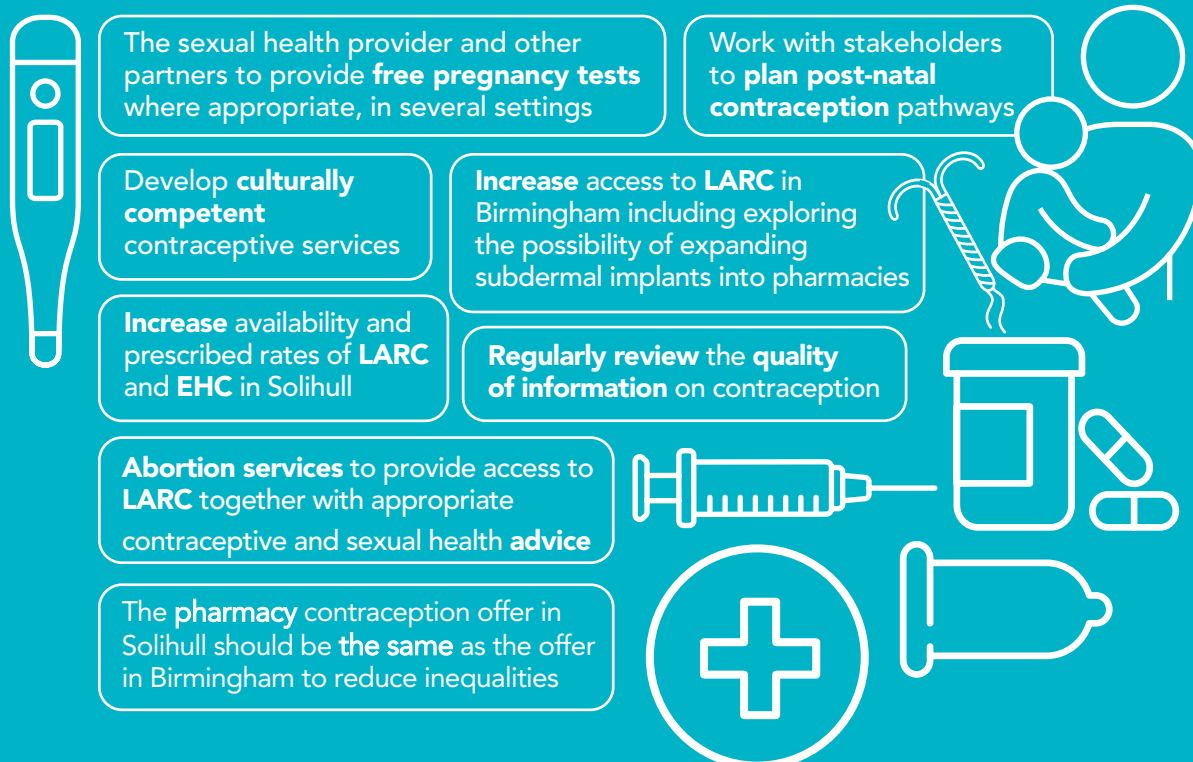 The sexual health provider and other
partners to provide free pregnancy tests
where appropriate, in several settings
Work with stakeholders
to plan post-natal
contraception pathways
Develop culturally
competent
contraceptive services
Increase access to LARC in
Birmingham including exploring
the possibility of expanding
subdermal implants into pharmacies
Increase availability and
prescribed rates of LARC
and EHC in Solihull
Regularly review the quality
of information on contraception
Abortion services to provide access to
LARC together with appropriate
contraceptive and sexual health advice
The pharmacy contraception offer in
Solihull should be the same as the offer
in Birmingham to reduce inequalities